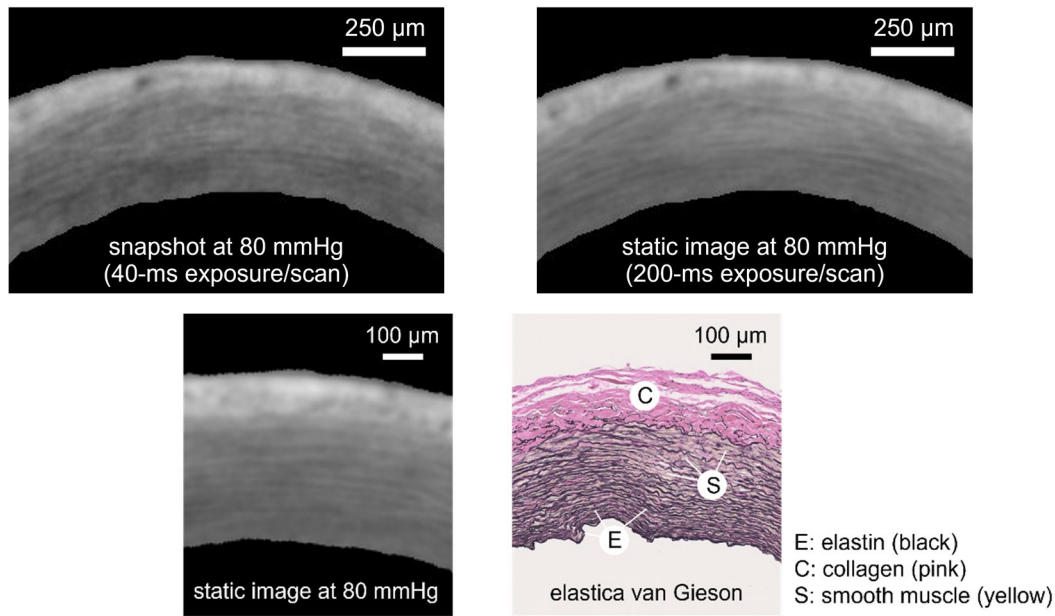 250 µm
250 µm
snapshot at 80 mmHg
(40-ms exposure/scan)
static image at 80 mmHg
(200-ms exposure/scan)
100 µm
100 µm
C
S
E
static image at 80 mmHg
elastica van Gieson
E: elastin (black)
C: collagen (pink)
S: smooth muscle (yellow)